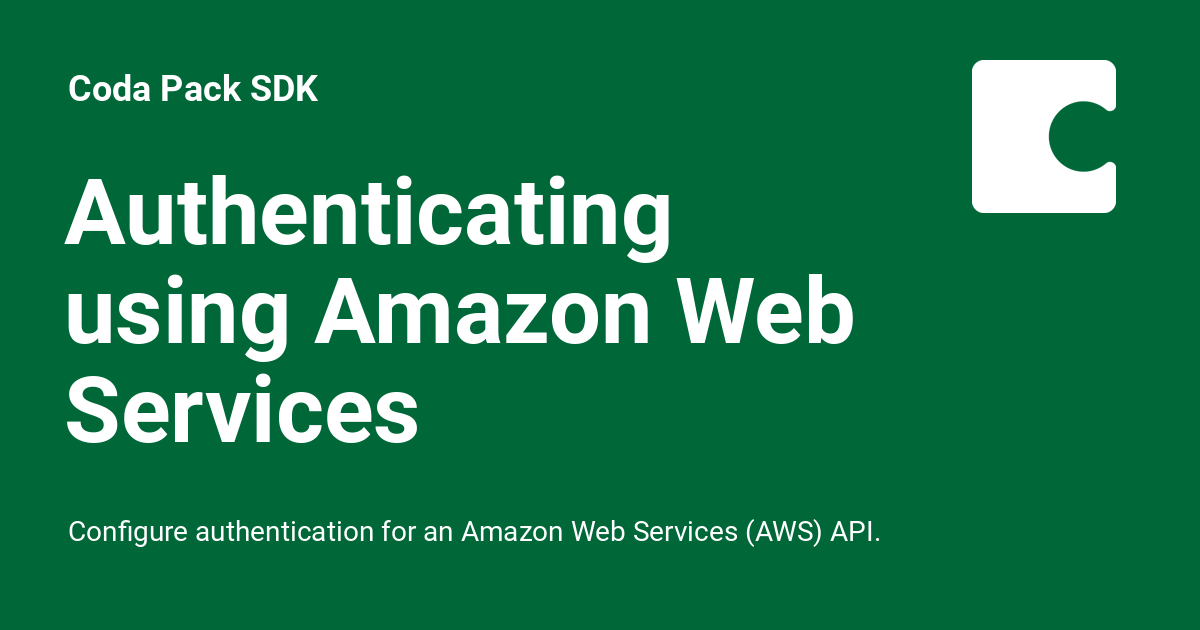 Coda Pack SDK
Authenticating
using Amazon Web
Services
Configure authentication for an Amazon Web Services (AWS) API.